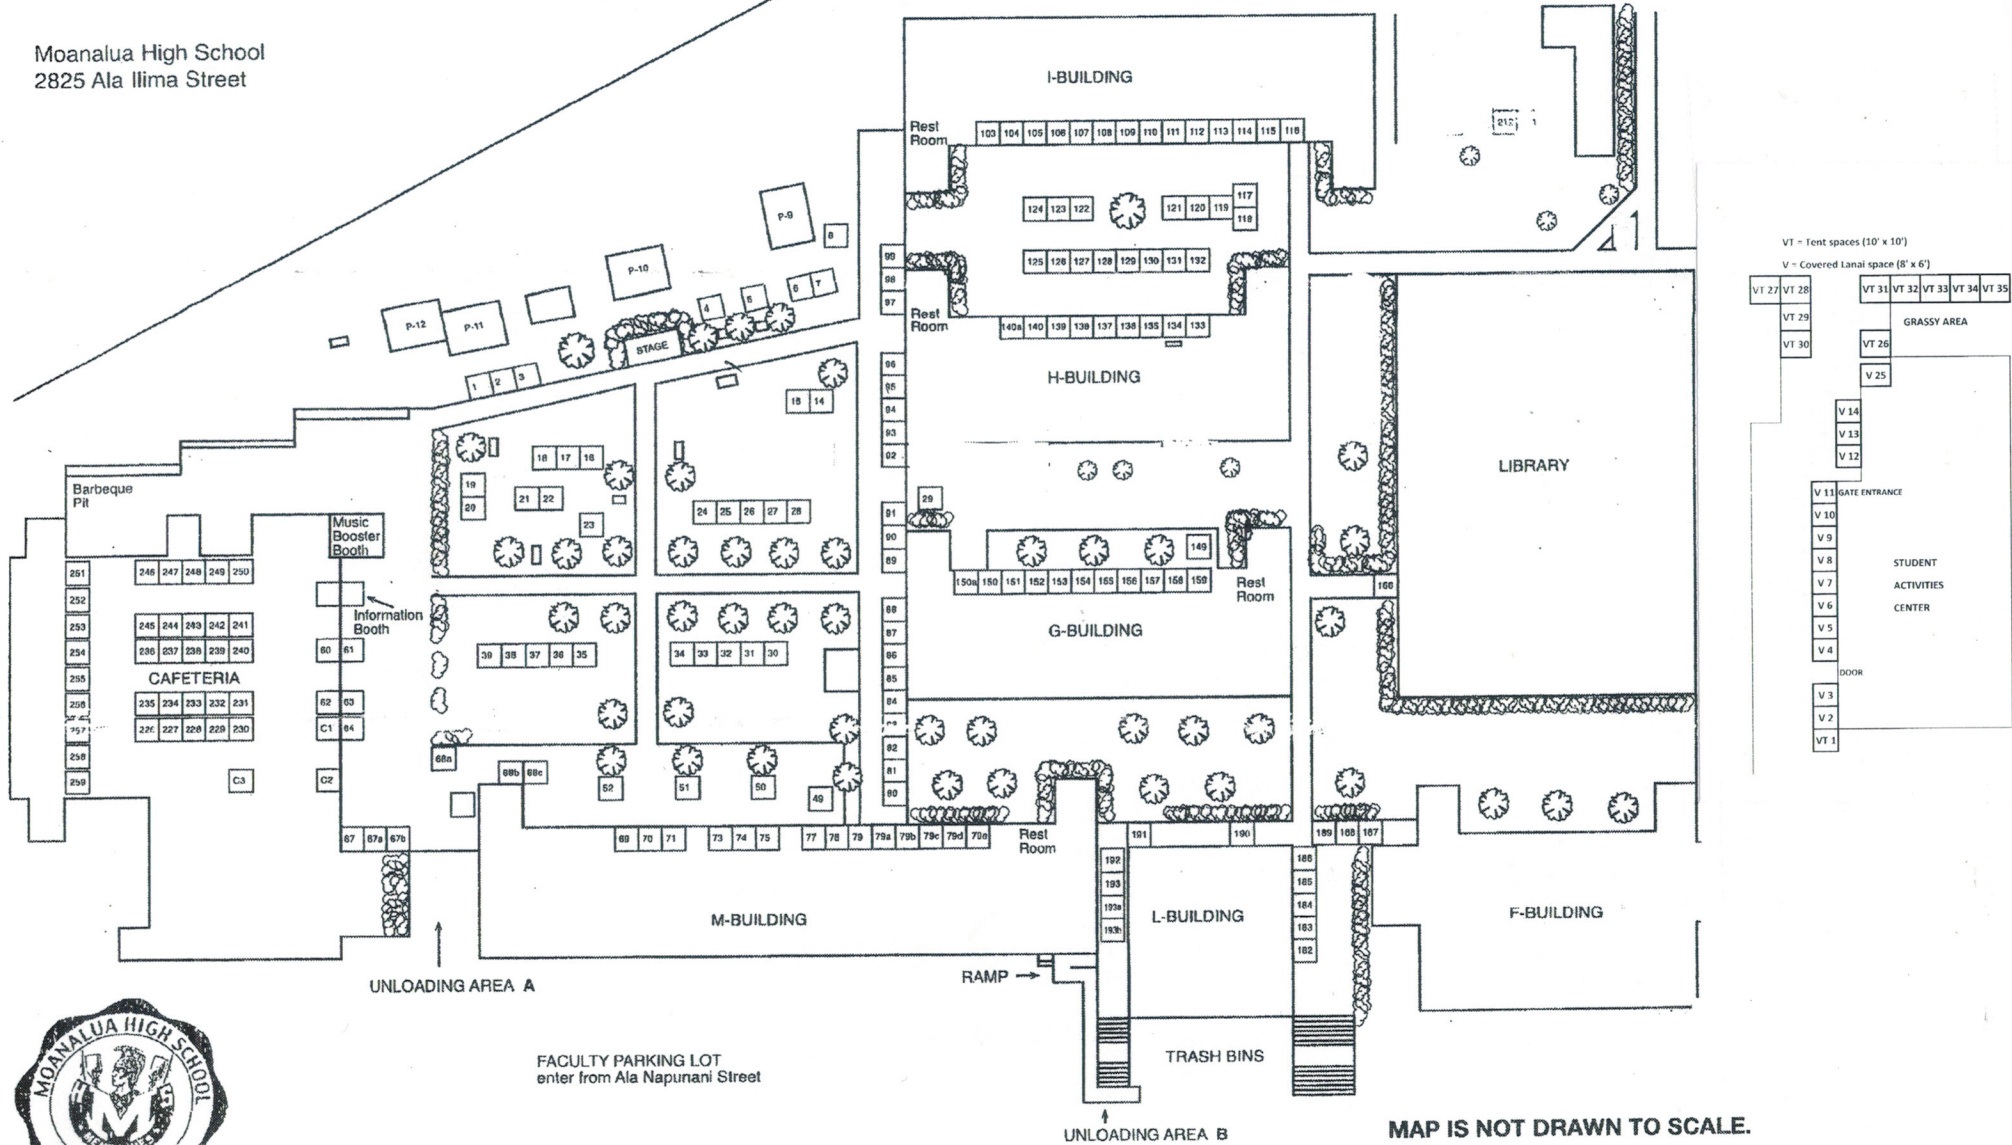 Moanalua High School
2825 Ala Ilima Street
I-BUILDING
Rest
Room
103 104 105 106 107 108 109 110 111 112 113 114 115 116
124 123 122
121 120 119
117
118
125 126 127 128 129 130 131 132
P-9
8
P-10
P-12
P-11
4
5
6 7
STAGE
1 2 3
99
98
97
Rest
Room
140a 140 139 138 137 136 135 134 133
H-BUILDING
96
95
94
93
92
15 14
18 17 16
19
20
21 22
23
24 25 26 27 28
29
91
90
89
149
150a 150 151 152 153 154 155 156 157 158 159
Rest
Room
G-BUILDING
166
LIBRARY
Barbeque
Pit
Music
Booster
Booth
Information
Booth
251
252
253
254
255
256
257
258
259
246 247 248 249 250
245 244 243 242 241
236 237 238 239 240
CAFETERIA
235 234 233 232 231
227 228 229 230
C3
60 61
62 63
C1 64
C2
39 38 37 36 35
34 33 32 31 30
88
87
86
85
84
82
81
80
68a
68b 68c
52
51
50
49
67 67a 67b
69 70 71
73 74 75
77 78 79 79a 79b 79c 79d 79e
Rest
Room
191
190
189 168 167
192
193
193a
193b
186
185
184
183
182
M-BUILDING
L-BUILDING
F-BUILDING
UNLOADING AREA A
RAMP
FACULTY PARKING LOT
enter from Ala Napunani Street
TRASH BINS
UNLOADING AREA B
MAP IS NOT DRAWN TO SCALE.
MOANALUA HIGH SCHOOL
M
VT = Tent spaces (10' x 10')
V = Covered Lanai space (8' x 6')
VT 27 VT 28
VT 29
VT 30
VT 31 VT 32 VT 33 VT 34 VT 35
GRASSY AREA
VT 26
V 25
V 14
V 13
V 12
V 11 GATE ENTRANCE
V 10
V 9
V 8
V 7
V 6
V 5
V 4
STUDENT
ACTIVITIES
CENTER
DOOR
V 3
V 2
VT 1